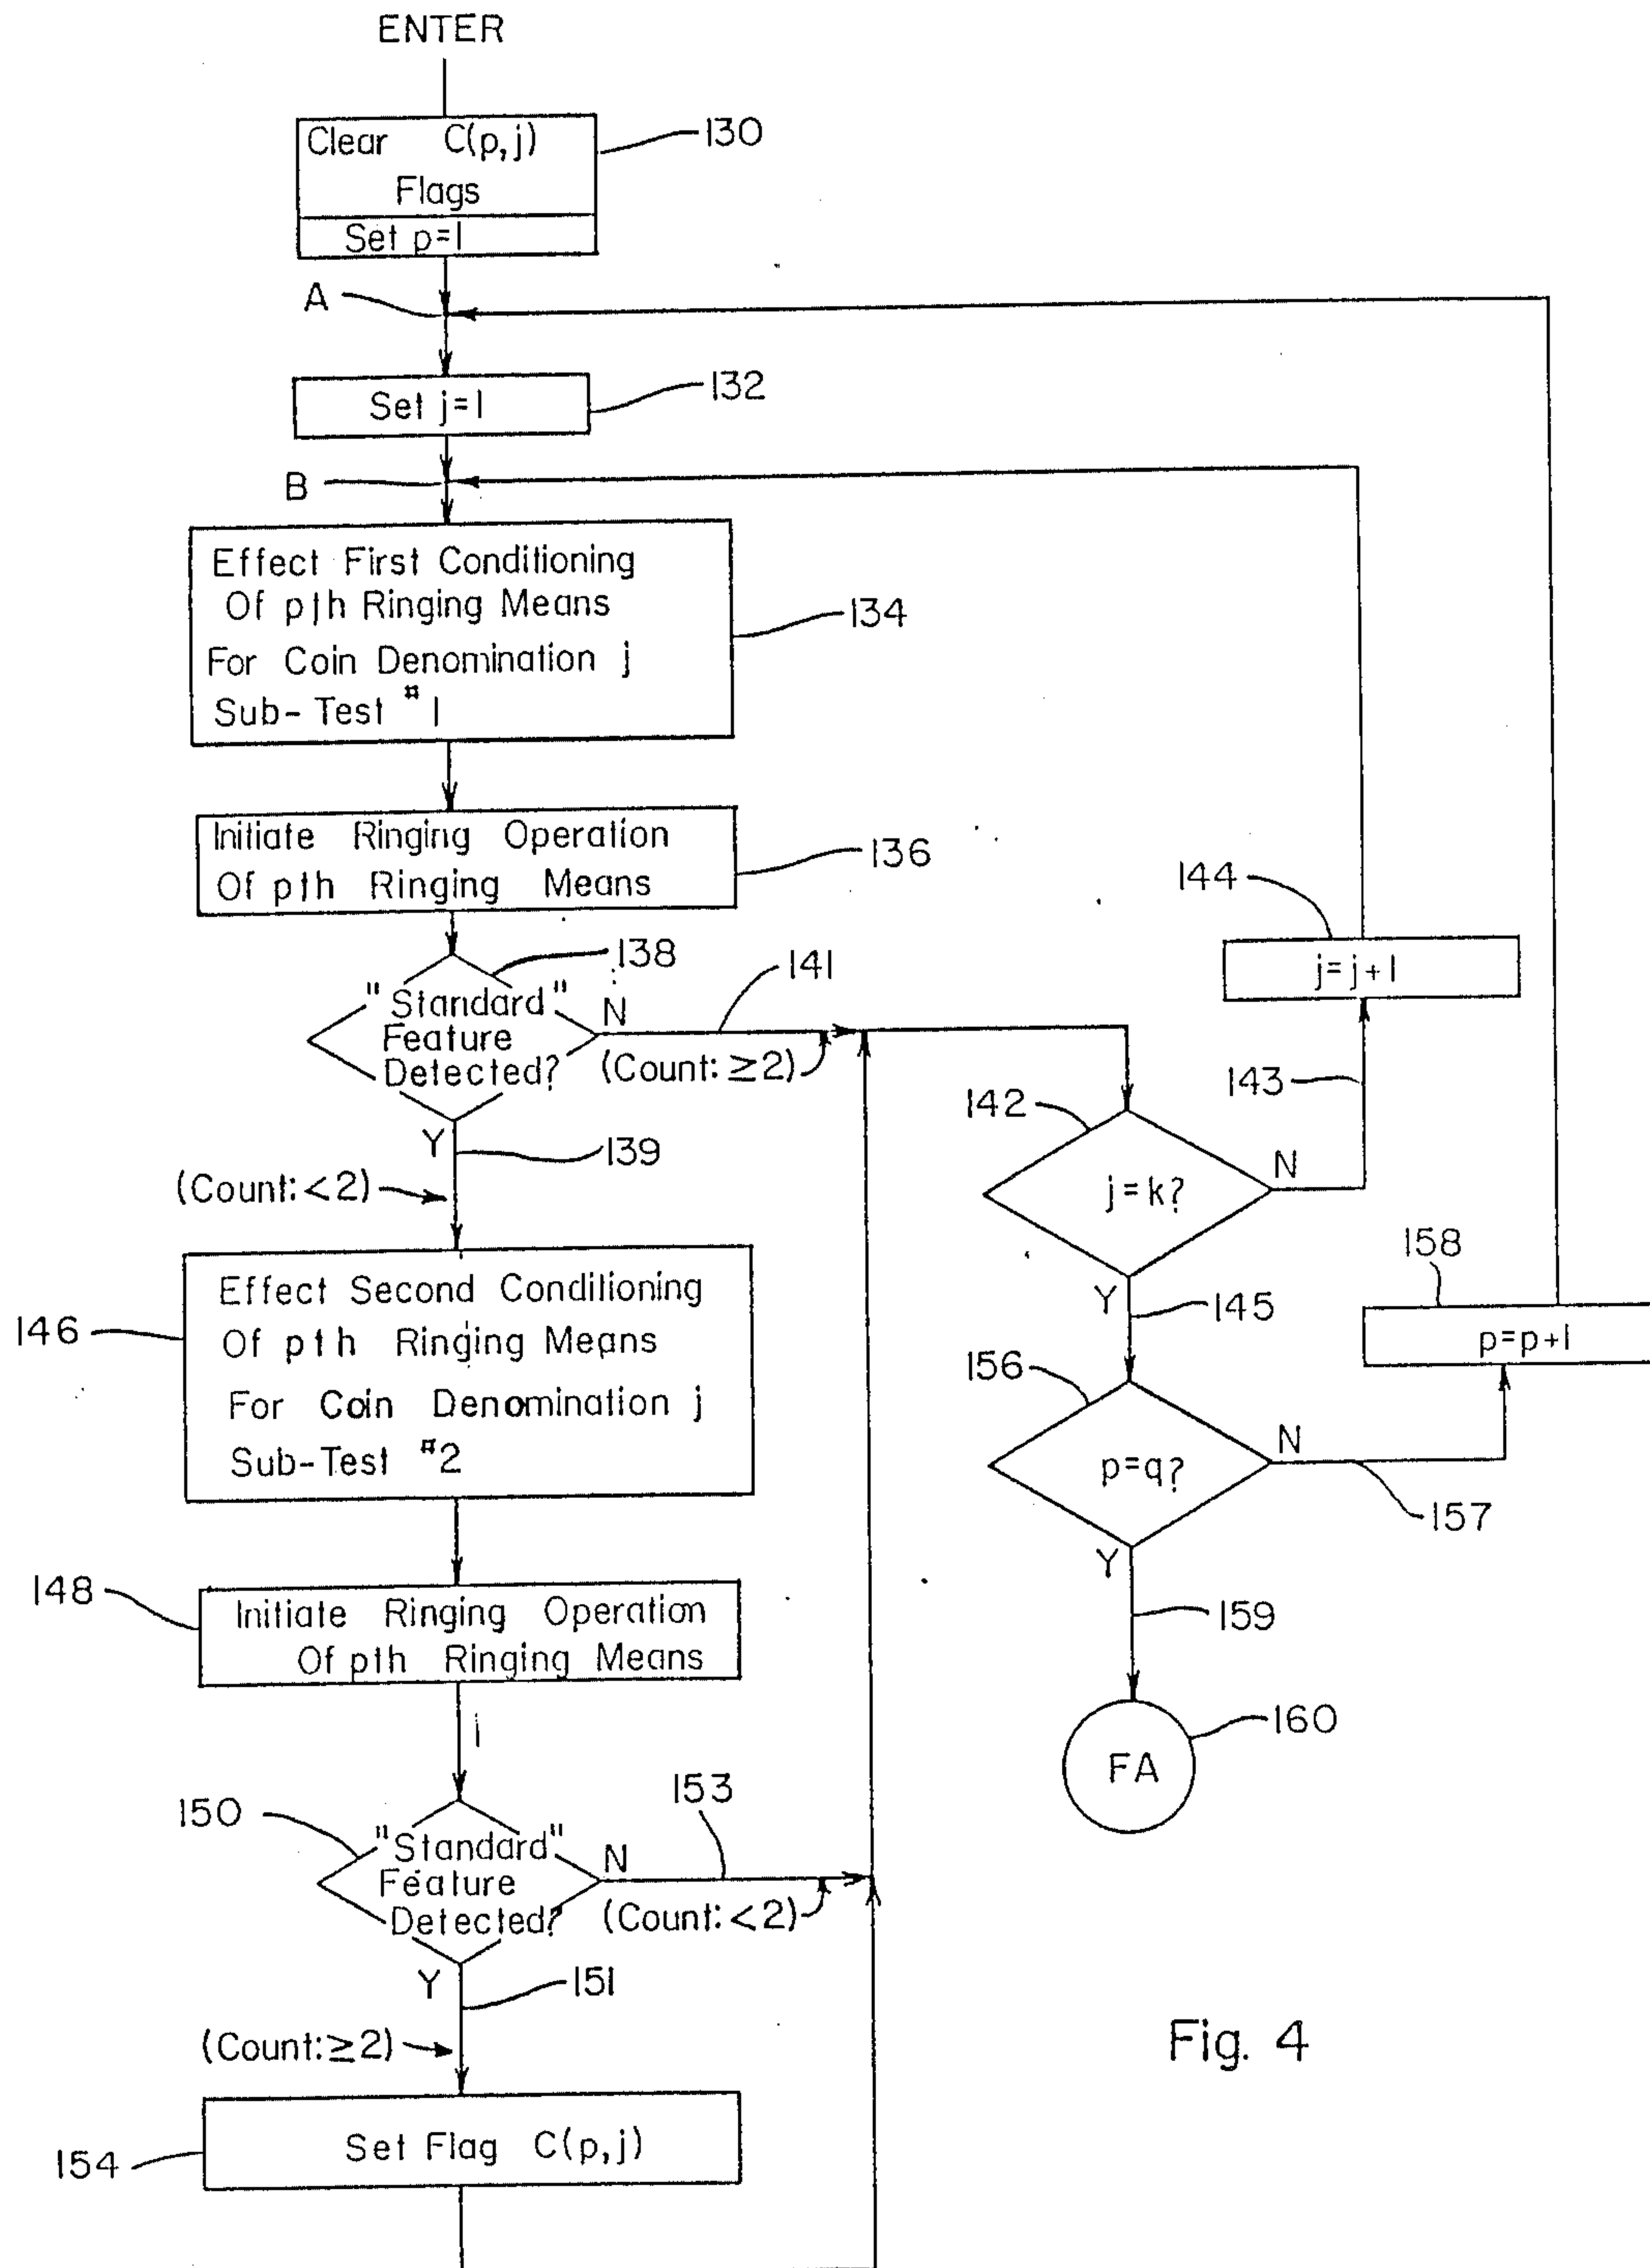 ENTER
Clear C(p,j)
Flags
Set p=1
130
A
Set j=1
132
B
Effect First Conditioning
Of pth Ringing Means
For Coin Denomination j
Sub-Test #1
134
Initiate Ringing Operation
Of pth Ringing Means
136
138
"Standard"
Feature
Detected?
N
141
(Count: ≥2)
Y
139
(Count: <2)
142
j=k?
N
143
144
j=j+1
Y
145
146
Effect Second Conditioning
Of pth Ringing Means
For Coin Denomination j
Sub-Test #2
156
p=q?
N
157
158
p=p+1
Y
159
160
FA
148
Initiate Ringing Operation
Of pth Ringing Means
150
"Standard"
Feature
Detected?
N
153
(Count: <2)
Y
151
(Count: ≥2)
154
Set Flag C(p,j)
Fig. 4